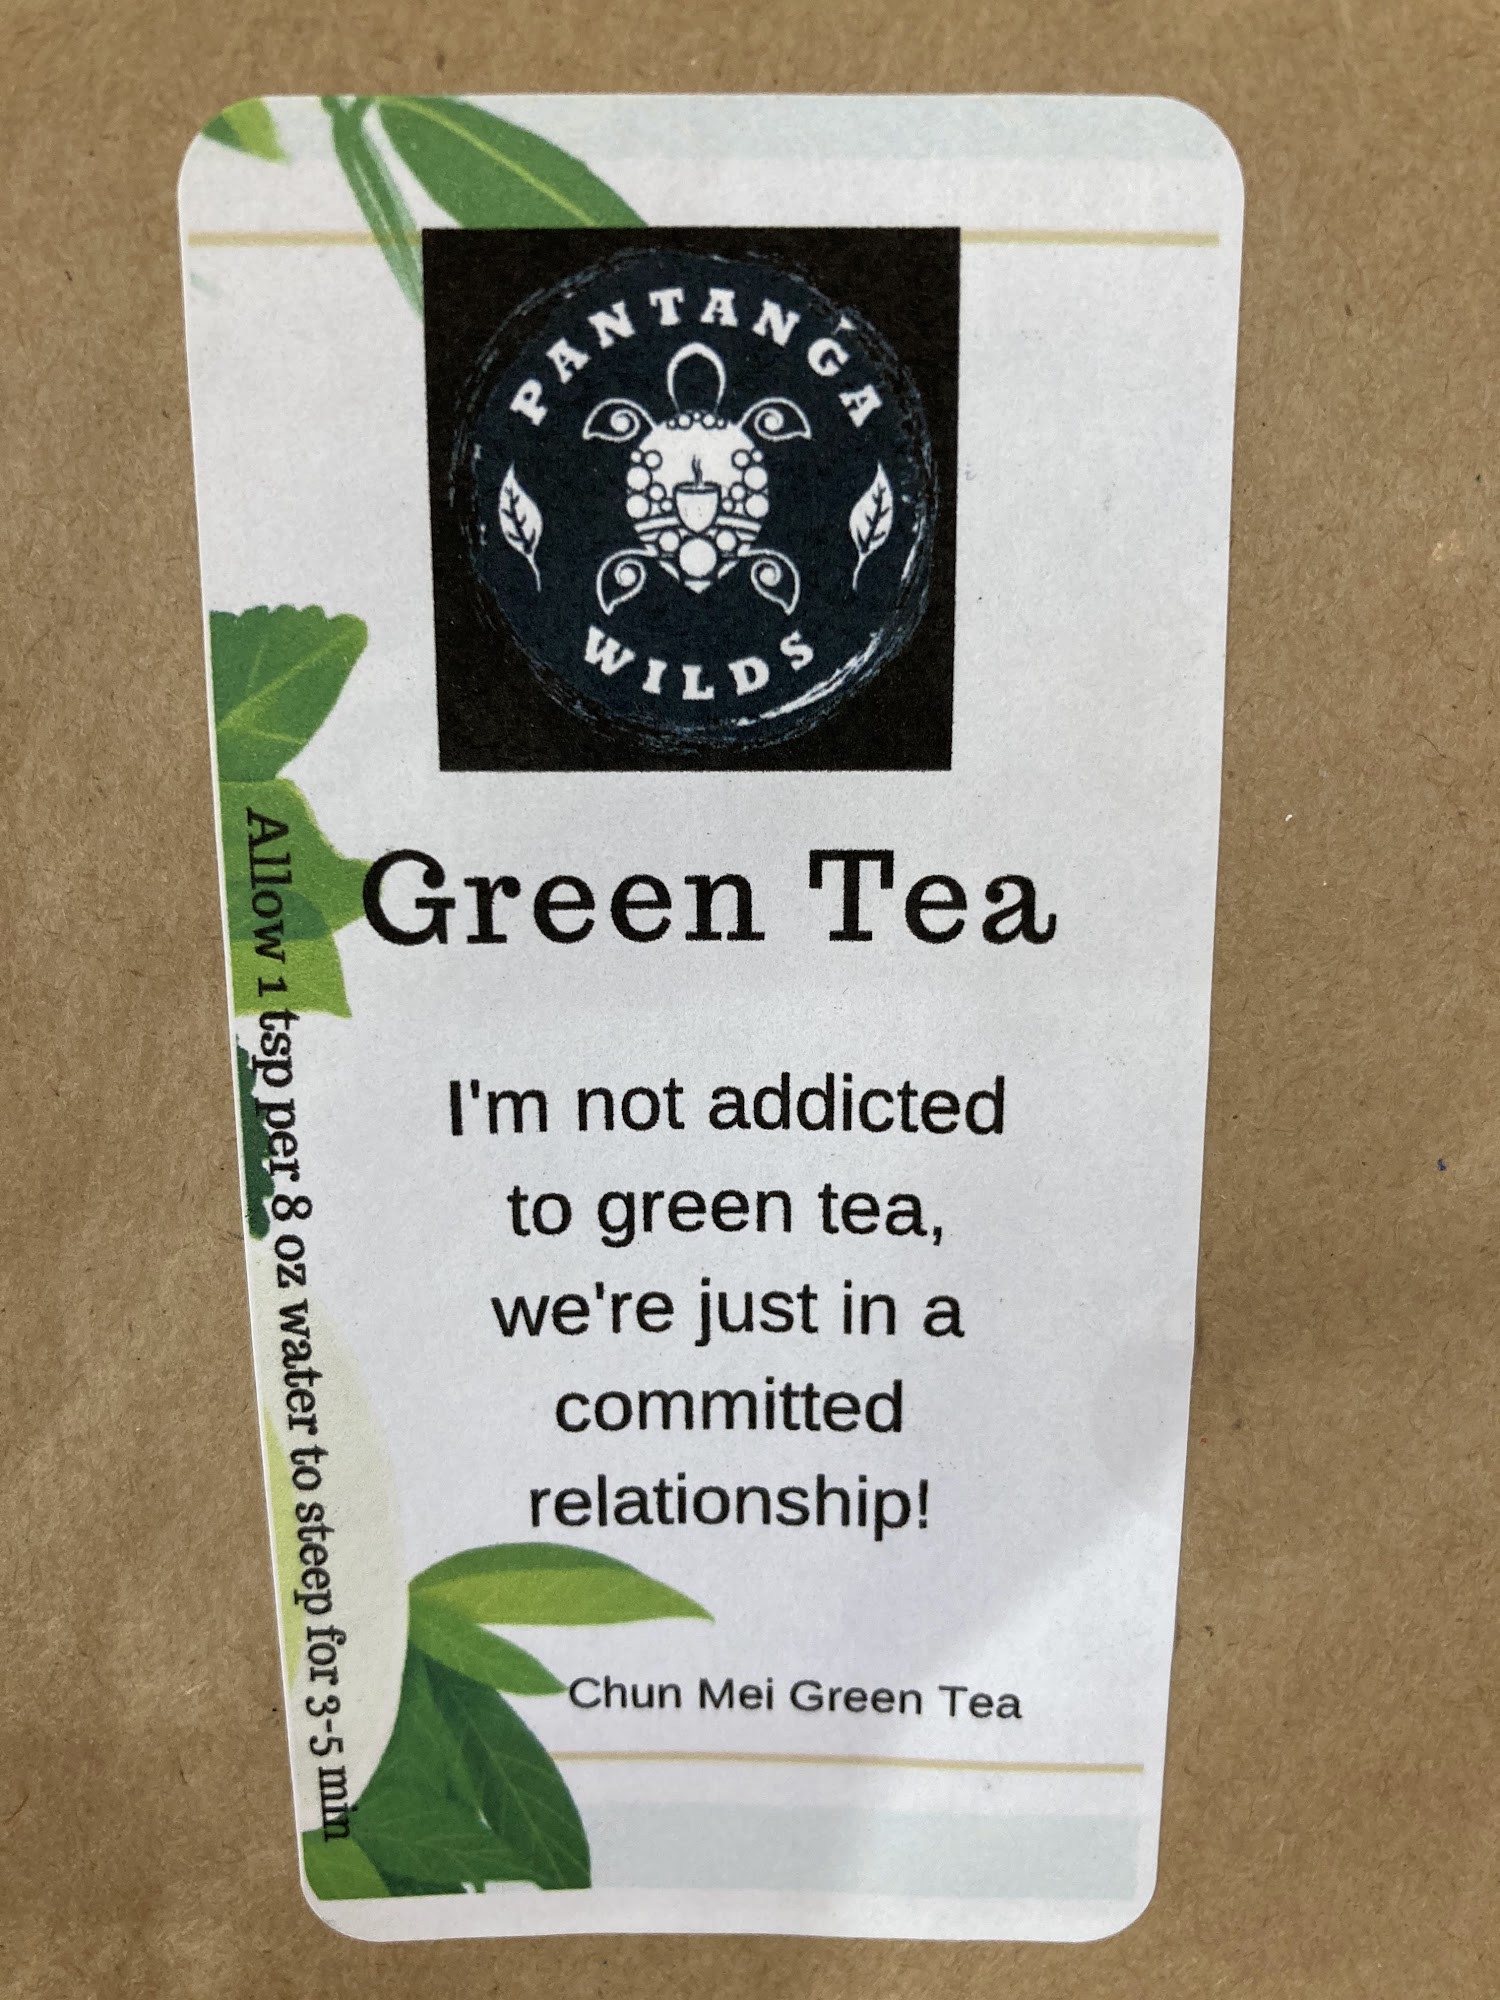 PANTANGA
WILDS
Green Tea
I'm not addicted
to green tea,
we're just in a
committed
relationship!
Chun Mei Green Tea
Allow 1 tsp per 8 oz water to steep for 3-5 min